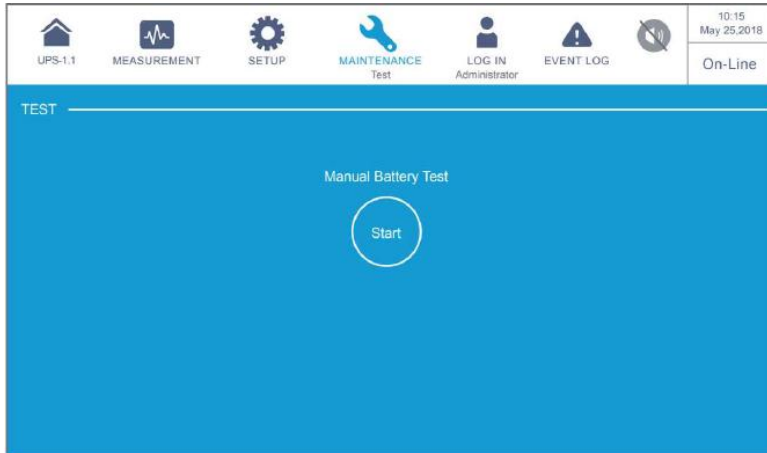 10:15
May 25,2018
UPS-1.1 MEASUREMENT SETUP MAINTENANCE LOG IN EVENT LOG
Test Administrator
On-Line
TEST
Manual Battery Test
Start